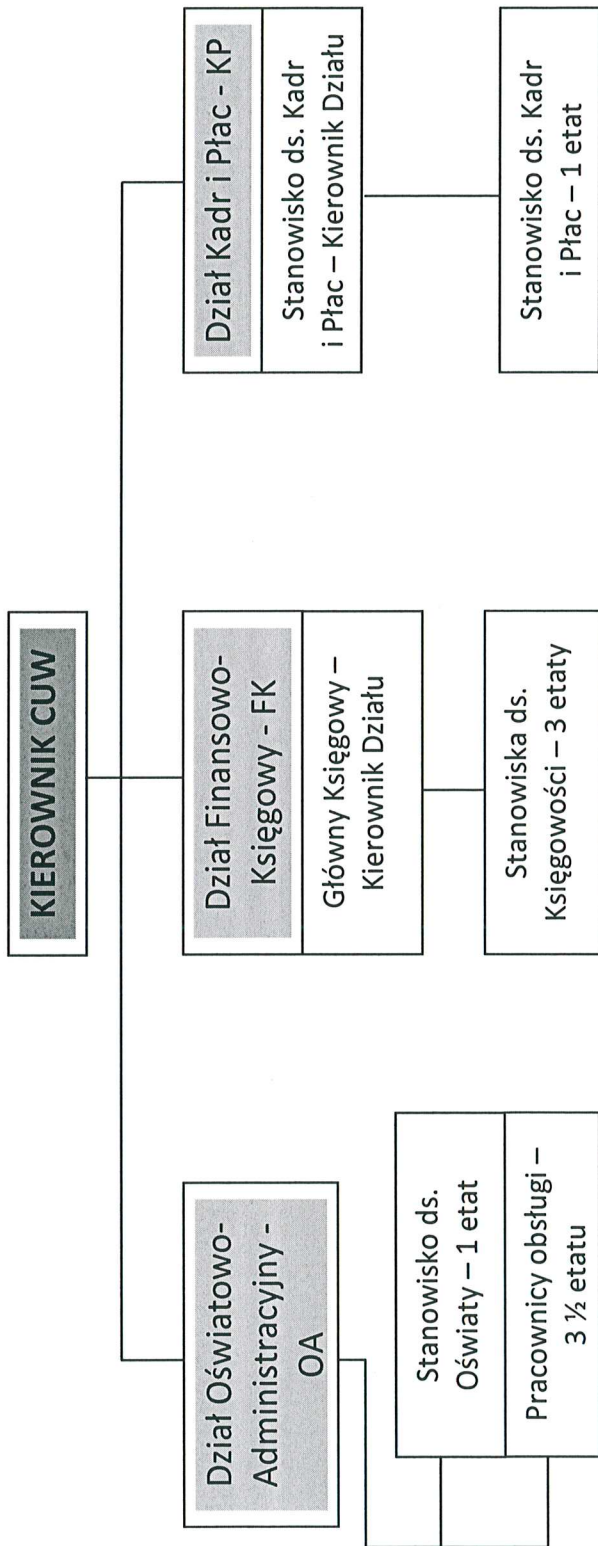 KIEROWNIK CUW
Dział Oświatowo-
Administracyjny -
OA
Stanowisko ds.
Oświaty – 1 etat
Pracownicy obsługi –
3 ½ etatu
Dział Finansowo-
Księgowy - FK
Główny Księgowy –
Kierownik Działu
Stanowiska ds.
Księgowości – 3 etaty
Dział Kadr i Płac - KP
Stanowisko ds. Kadr
i Płac – Kierownik Działu
Stanowisko ds. Kadr
i Płac – 1 etat